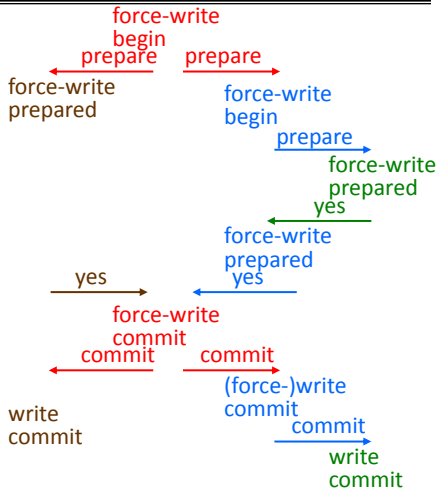 force-write
begin
prepare prepare
force-write
prepared
force-write
begin
prepare
force-write
prepared
yes
force-write
prepared
yes yes
force-write
commit
commit commit
(force-)write
commit
write
commit
commit
write
commit